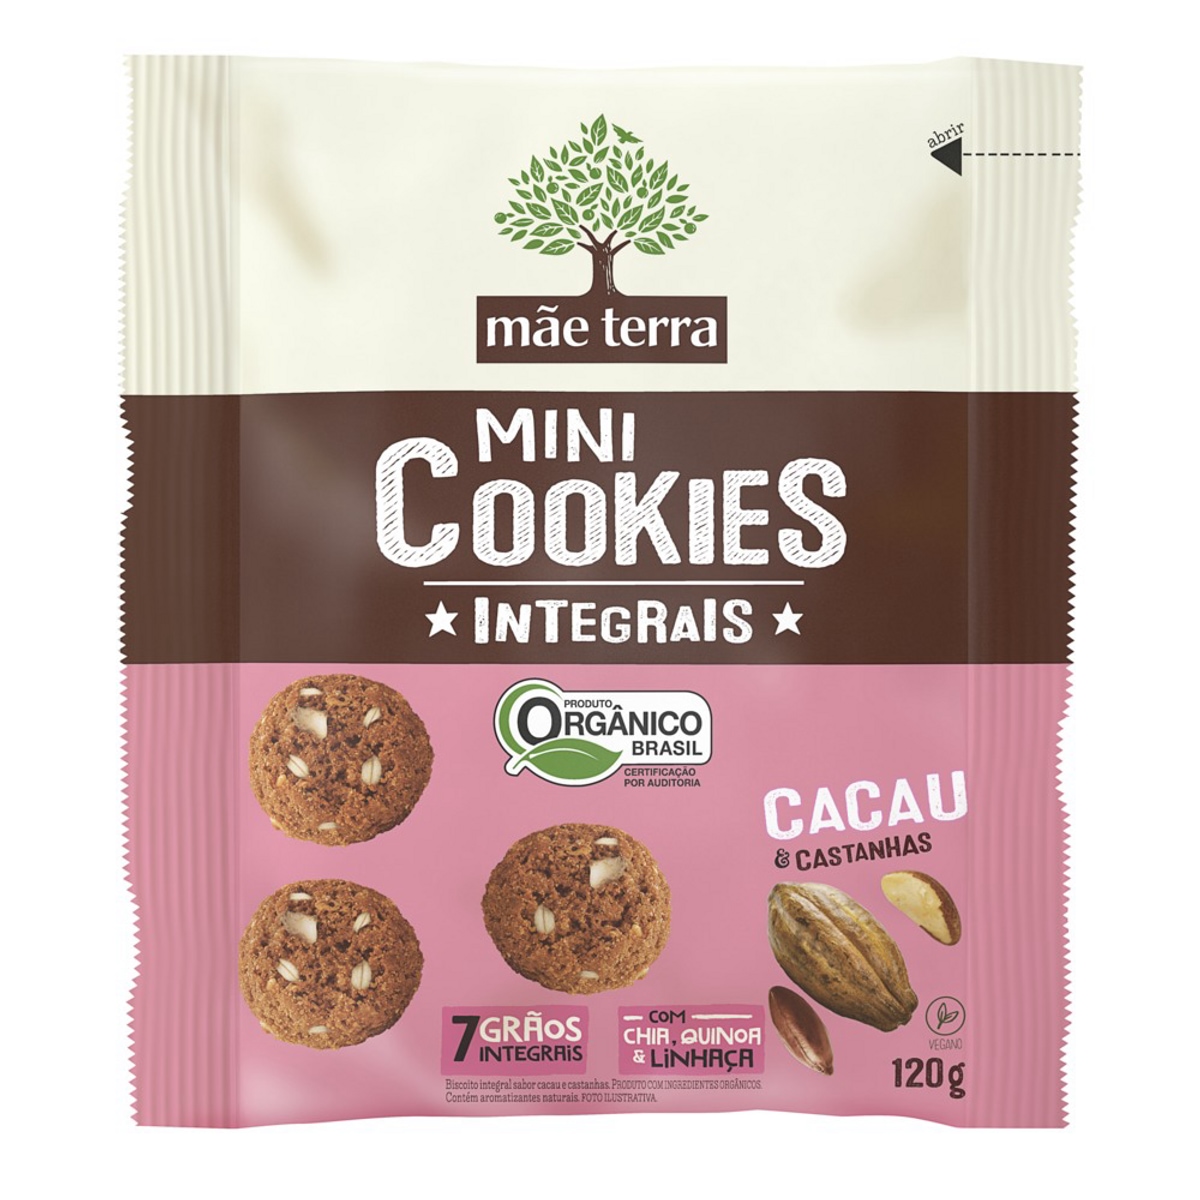 abrir
mãe terra
MINI
COOKIES
INTEGRAIS
PRODUTO
ORGÂNICO
BRASIL
CERTIFICAÇÃO
POR AUDITORIA
CACAU
& CASTANHAS
7 GRÃOS
INTEGRAIS
COM
CHIA, QUINOA
& LINHAÇA
VEGANO
120g
Biscoito integral sabor cacau e castanhas. PRODUTO COM INGREDIENTES ORGÂNICOS.
Contém aromatizantes naturais. FOTO ILUSTRATIVA.